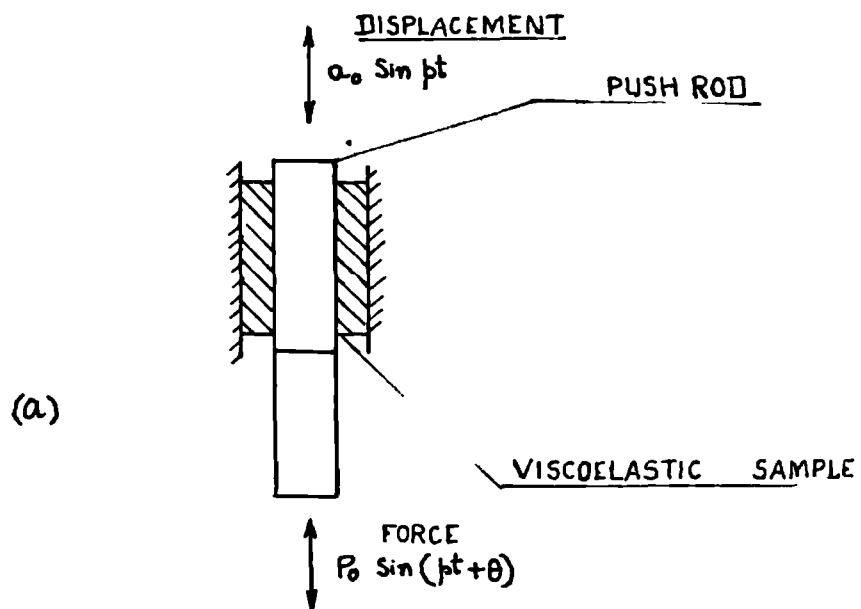 DISPLACEMENT
a₀ Sin pt
PUSH ROD
(a)
VISCOELASTIC SAMPLE
FORCE
P₀ Sin (pt+θ)